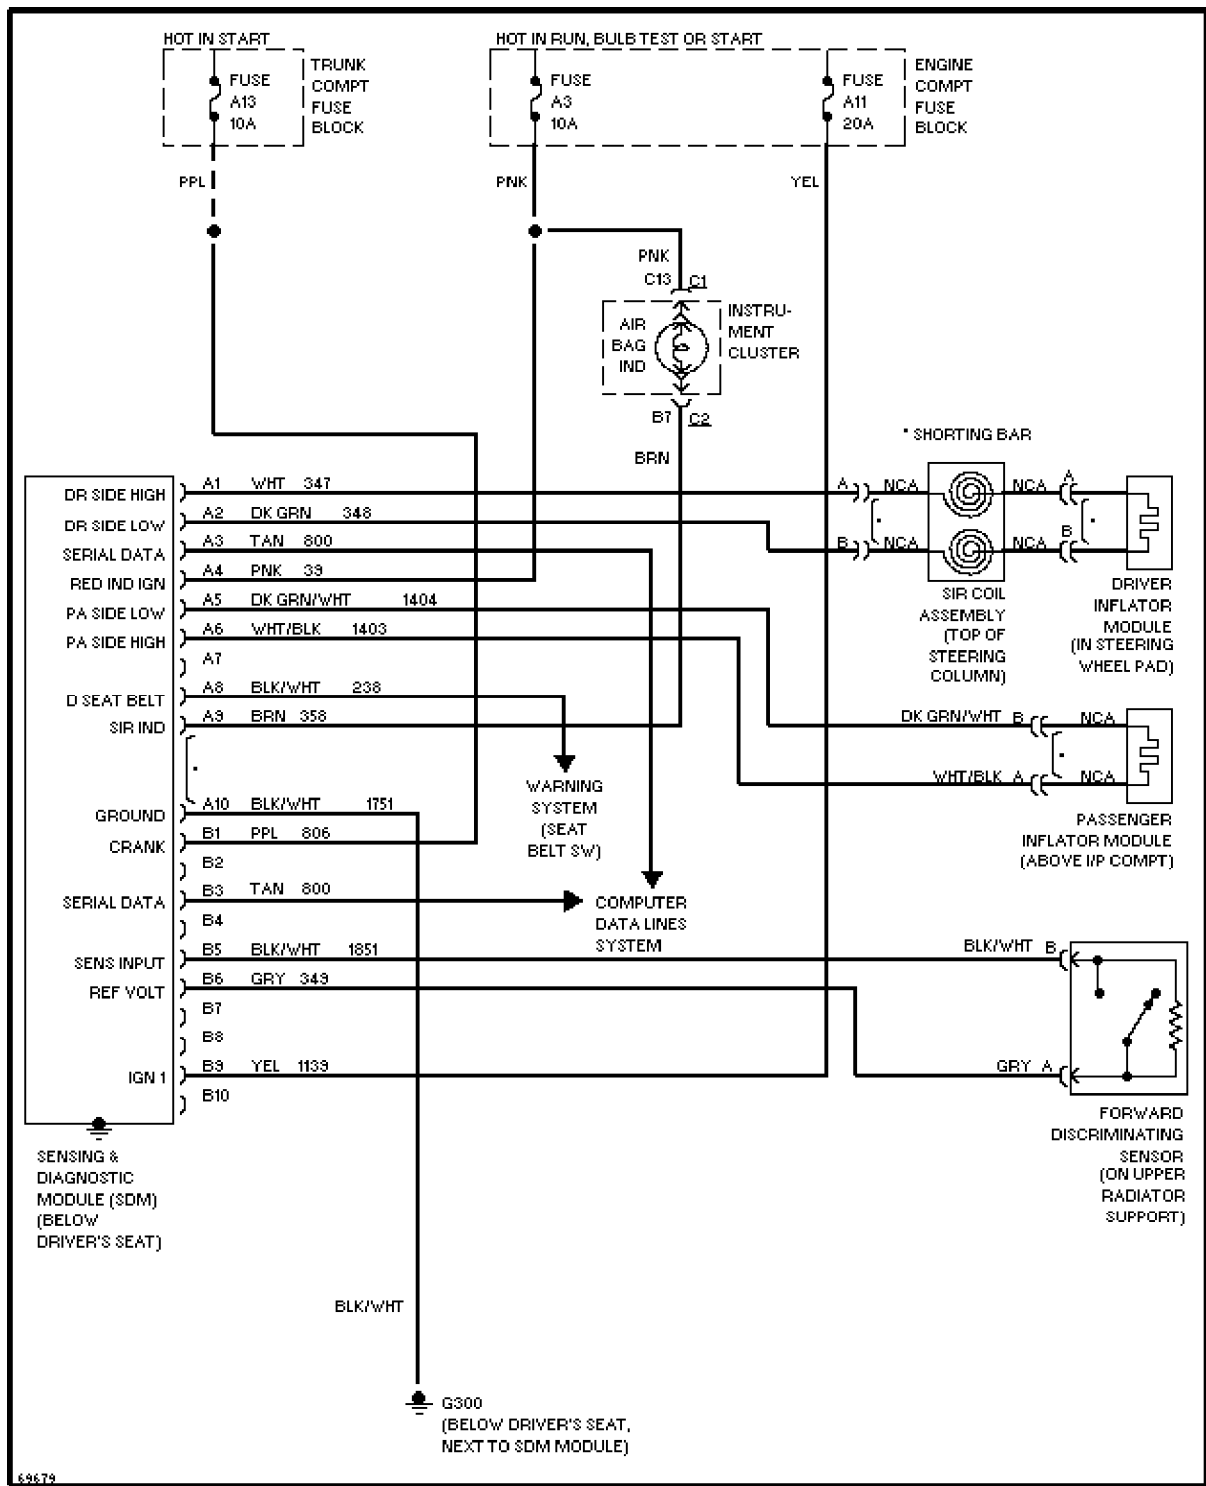 HOT IN START
HOT IN RUN, BULB TEST OR START
FUSE
A13
10A
TRUNK
COMPT
FUSE
BLOCK
FUSE
A3
10A
FUSE
A11
20A
ENGINE
COMPT
FUSE
BLOCK
PPL
PNK
YEL
PNK
C13 C1
AIR
BAG
IND
INSTRU-
MENT
CLUSTER
B7 C2
BRN
* SHORTING BAR
DR SIDE HIGH A1 WHT 347
DR SIDE LOW A2 DK GRN 348
SERIAL DATA A3 TAN 800
RED IND IGN A4 PNK 39
PA SIDE LOW A5 DK GRN/WHT 1404
PA SIDE HIGH A6 WHT/BLK 1403
A7
D SEAT BELT A8 BLK/WHT 238
SIR IND A9 BRN 358
*
GROUND A10 BLK/WHT 1751
CRANK B1 PPL 806
B2
SERIAL DATA B3 TAN 800
B4
SENS INPUT B5 BLK/WHT 1851
REF VOLT B6 GRY 349
B7
B8
IGN 1 B9 YEL 1139
B10
A NCA NCA A
* *
B NCA NCA B
SIR COIL
ASSEMBLY
(TOP OF
STEERING
COLUMN)
DRIVER
INFLATOR
MODULE
(IN STEERING
WHEEL PAD)
DK GRN/WHT B NCA
*
WHT/BLK A NCA
PASSENGER
INFLATOR MODULE
(ABOVE I/P COMPT)
WARNING
SYSTEM
(SEAT
BELT SW)
COMPUTER
DATA LINES
SYSTEM
BLK/WHT B
GRY A
FORWARD
DISCRIMINATING
SENSOR
(ON UPPER
RADIATOR
SUPPORT)
SENSING &
DIAGNOSTIC
MODULE (SDM)
(BELOW
DRIVER'S SEAT)
BLK/WHT
G300
(BELOW DRIVER'S SEAT,
NEXT TO SDM MODULE)
69679